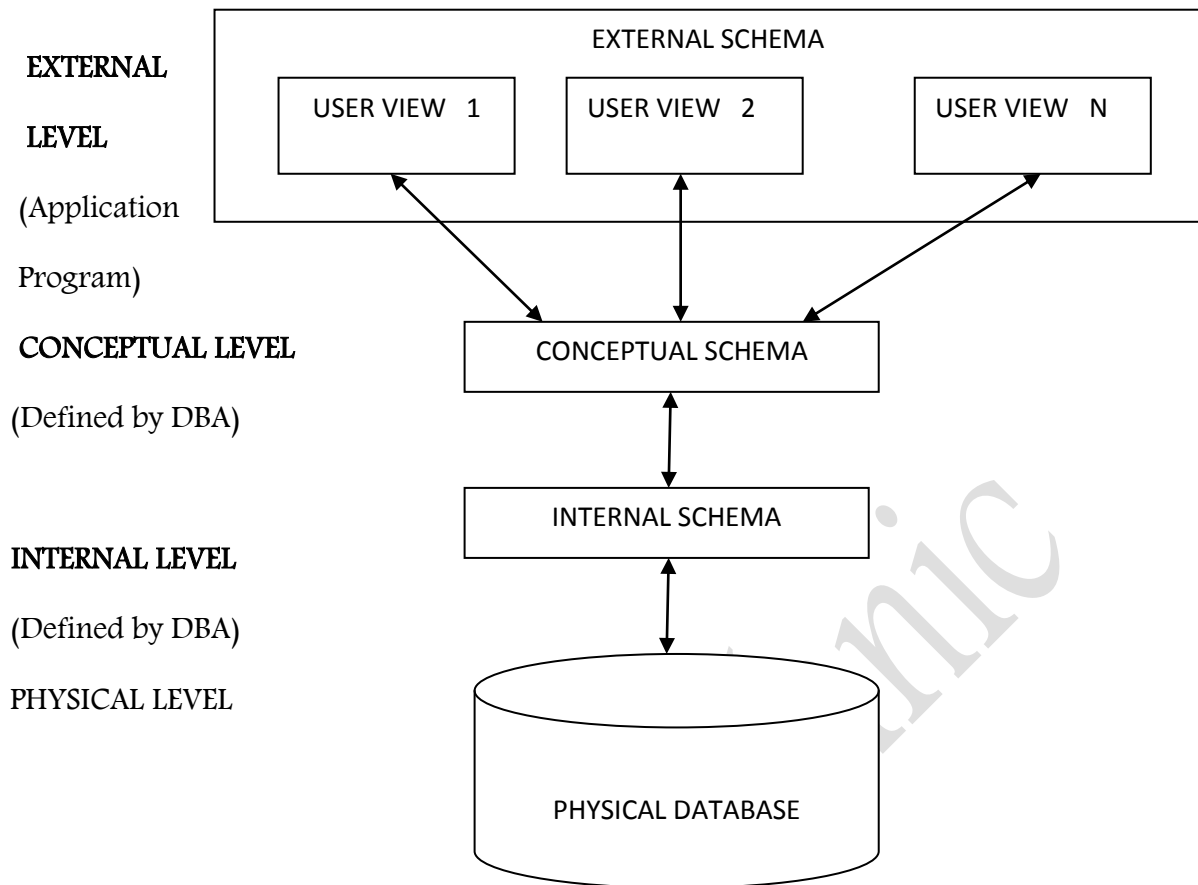 EXTERNAL SCHEMA
EXTERNAL
LEVEL
(Application
Program)
USER VIEW 1
USER VIEW 2
USER VIEW N
CONCEPTUAL LEVEL
(Defined by DBA)
CONCEPTUAL SCHEMA
INTERNAL SCHEMA
INTERNAL LEVEL
(Defined by DBA)
PHYSICAL LEVEL
PHYSICAL DATABASE
nic